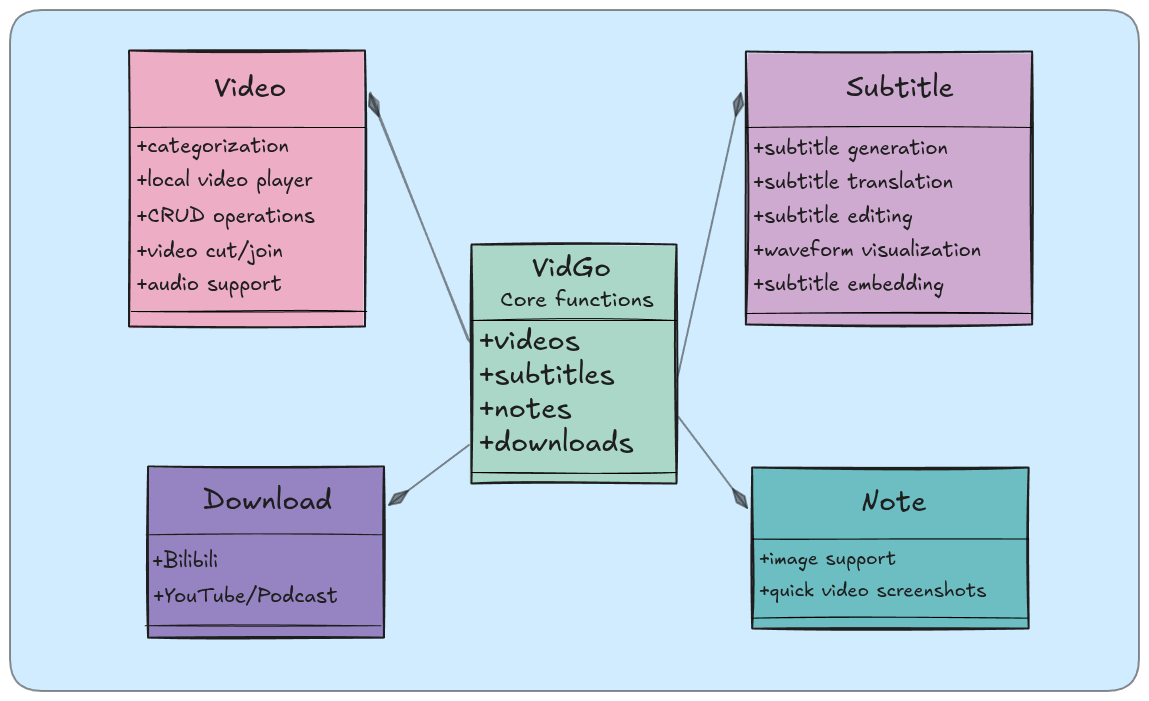 Video
+categorization
+local video player
+CRUD operations
+video cut/join
+audio support
Subtitle
+subtitle generation
+subtitle translation
+subtitle editing
+waveform visualization
+subtitle embedding
VidGo
Core functions
+videos
+subtitles
+notes
+downloads
Download
+Bilibili
+YouTube/Podcast
Note
+image support
+quick video screenshots